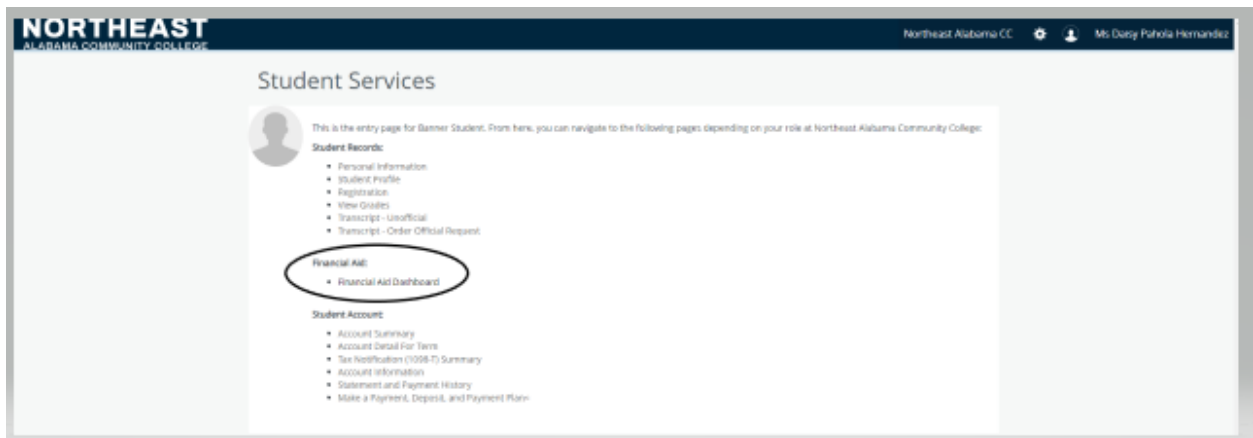 NORTHEAST
ALABAMA COMMUNITY COLLEGE
Northeast Alabama CC
Ms Daisy Pahola Hernandez
Student Services
This is the entry page for Banner Student. From here, you can navigate to the following pages depending on your role at Northeast Alabama Community College:
Student Records:
• Personal Information
• Student Profile
• Registration
• View Grades
• Transcript - Unofficial
• Transcript - Order Official Request
Financial Aid:
• Financial Aid Dashboard
Student Account:
• Account Summary
• Account Detail For Term
• Tax Notification (1098-T) Summary
• Account Information
• Statement and Payment History
• Make a Payment, Deposit, and Payment Plans